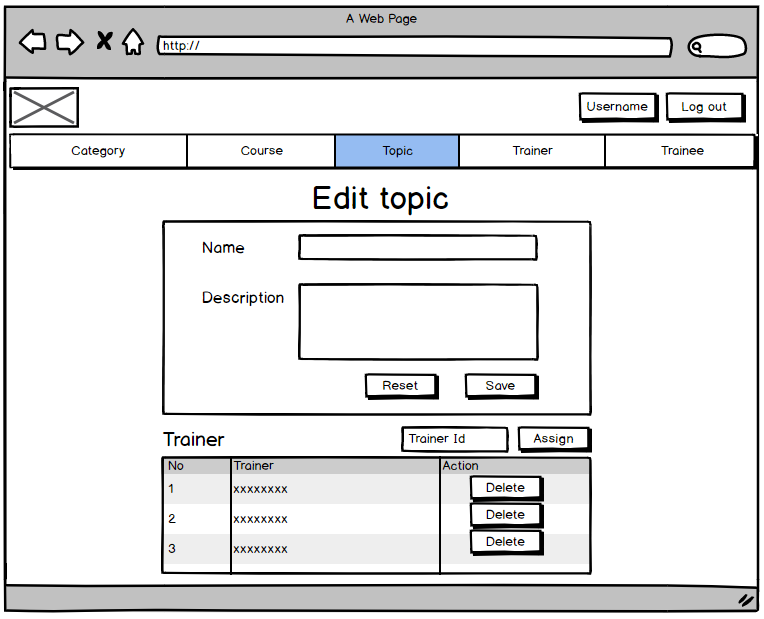 A Web Page
http://
Username Log out
Category Course Topic Trainer Trainee
Edit topic
Name
Description
Reset Save
Trainer Trainer Id Assign
No Trainer Action
1 xxxxxxxx Delete
2 xxxxxxxx Delete
3 xxxxxxxx Delete